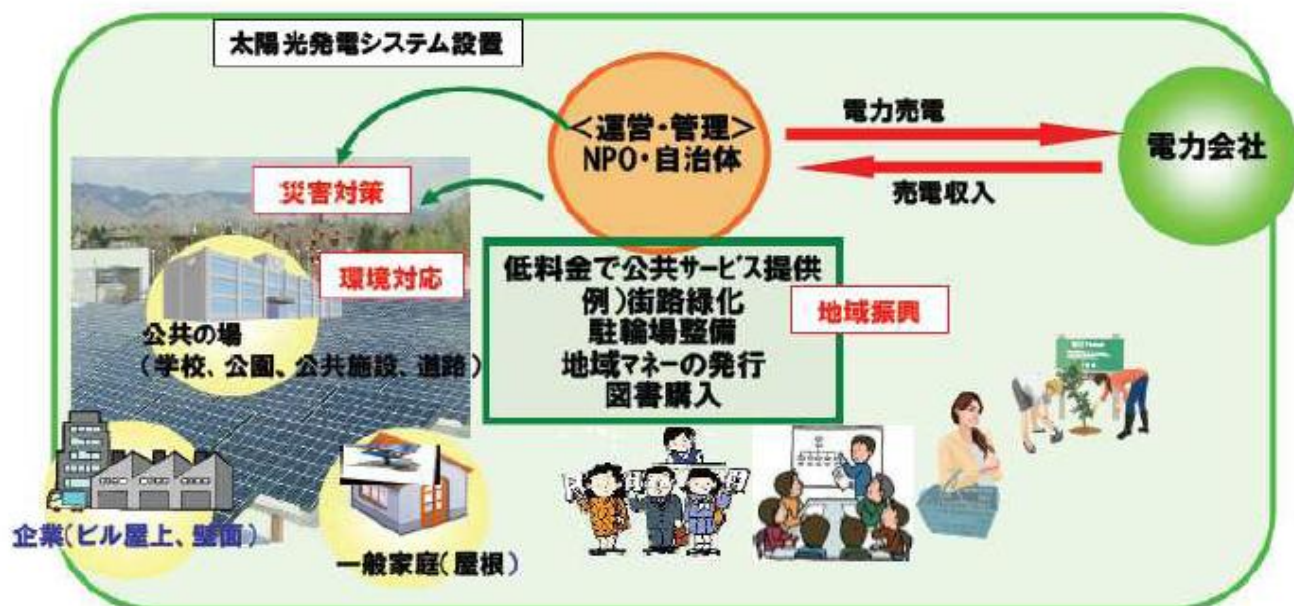 太陽光発電システム設置
＜運営・管理＞
NPO・自治体
電力売電
電力会社
売電収入
災害対策
環境対応
公共の場
（学校、公園、公共施設、道路）
低料金で公共サービス提供
例）街路緑化
駐輪場整備
地域マネーの発行
図書購入
地域振興
企業（ビル屋上、壁面）
一般家庭（屋根）